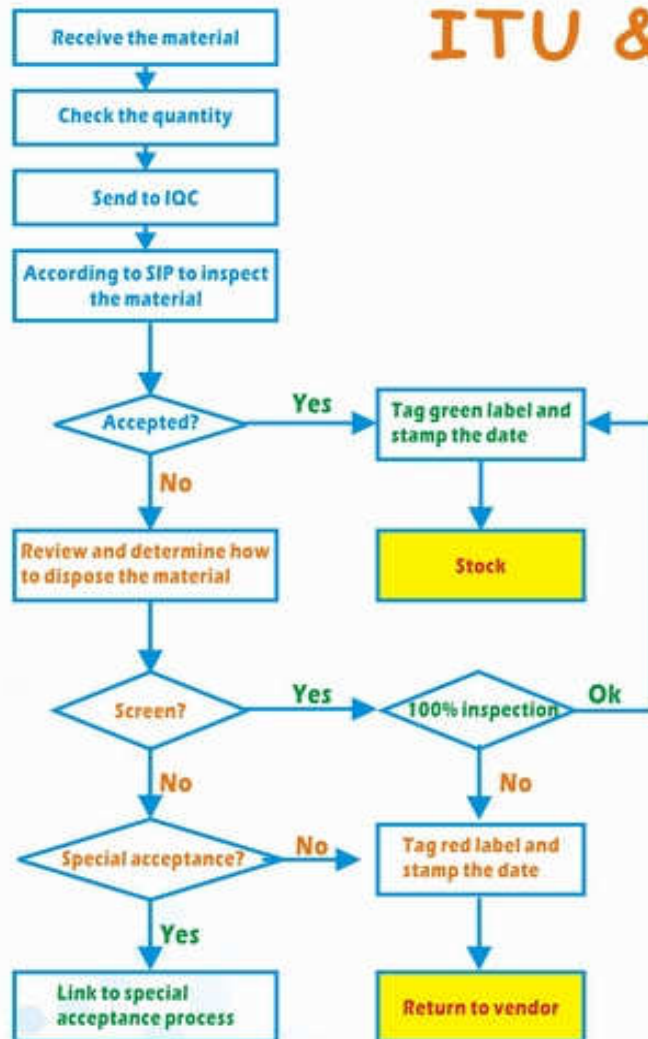 ITU &
Receive the material
Check the quantity
Send to IQC
According to SIP to inspect
the material
Accepted?
Yes
Tag green label and
stamp the date
No
Review and determine how
to dispose the material
Stock
Screen?
Yes
100% inspection
Ok
No
No
Special acceptance?
No
Tag red label and
stamp the date
Yes
Link to special
acceptance process
Return to vendor